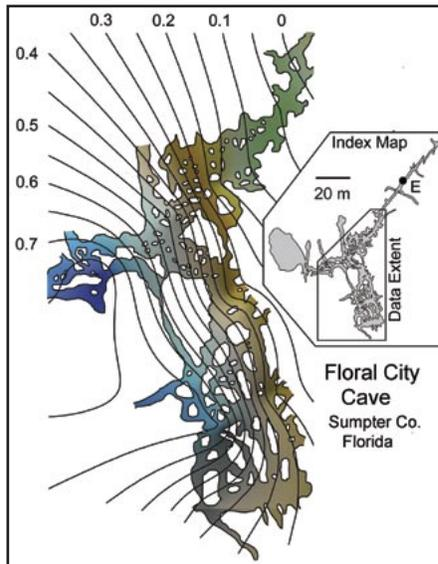 0.3 0.2 0.1 0
0.4
0.5
0.6
0.7
Index Map
E
20 m
Data Extent
Floral City
Cave
Sumpter Co.
Florida